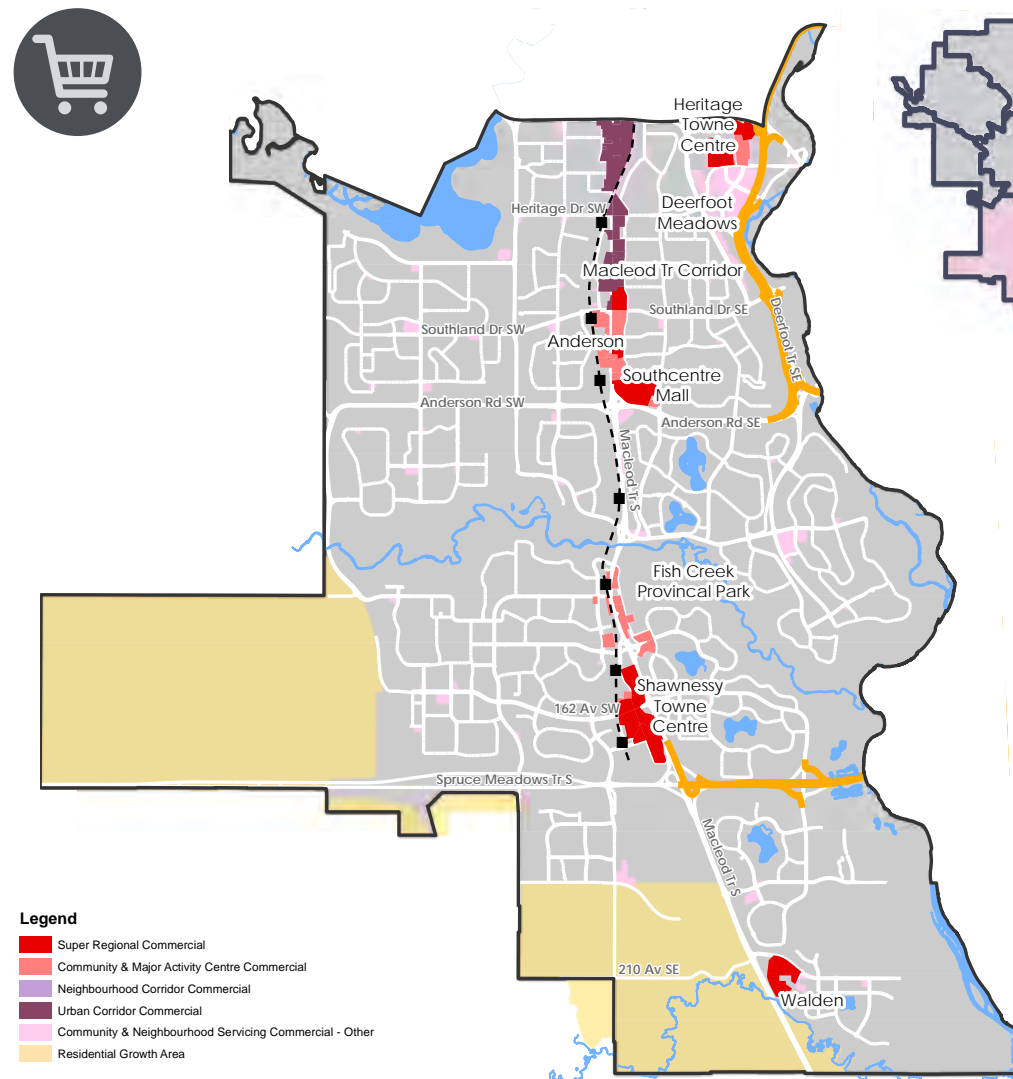 Heritage
Towne
Centre
Heritage Dr SW
Deerfoot
Meadows
Macleod Tr Corridor
Southland Dr SE
Deerfoot Tr SE
Southland Dr SW
Anderson
Southcentre
Mall
Anderson Rd SW
Anderson Rd SE
Macleod Tr S
Fish Creek
Provincal Park
Shawnessy
Towne
Centre
162 Av SW
Spruce Meadows Tr S
Macleod Tr S
210 Av SE
Walden
Legend
Super Regional Commercial
Community & Major Activity Centre Commercial
Neighbourhood Corridor Commercial
Urban Corridor Commercial
Community & Neighbourhood Servicing Commercial - Other
Residential Growth Area